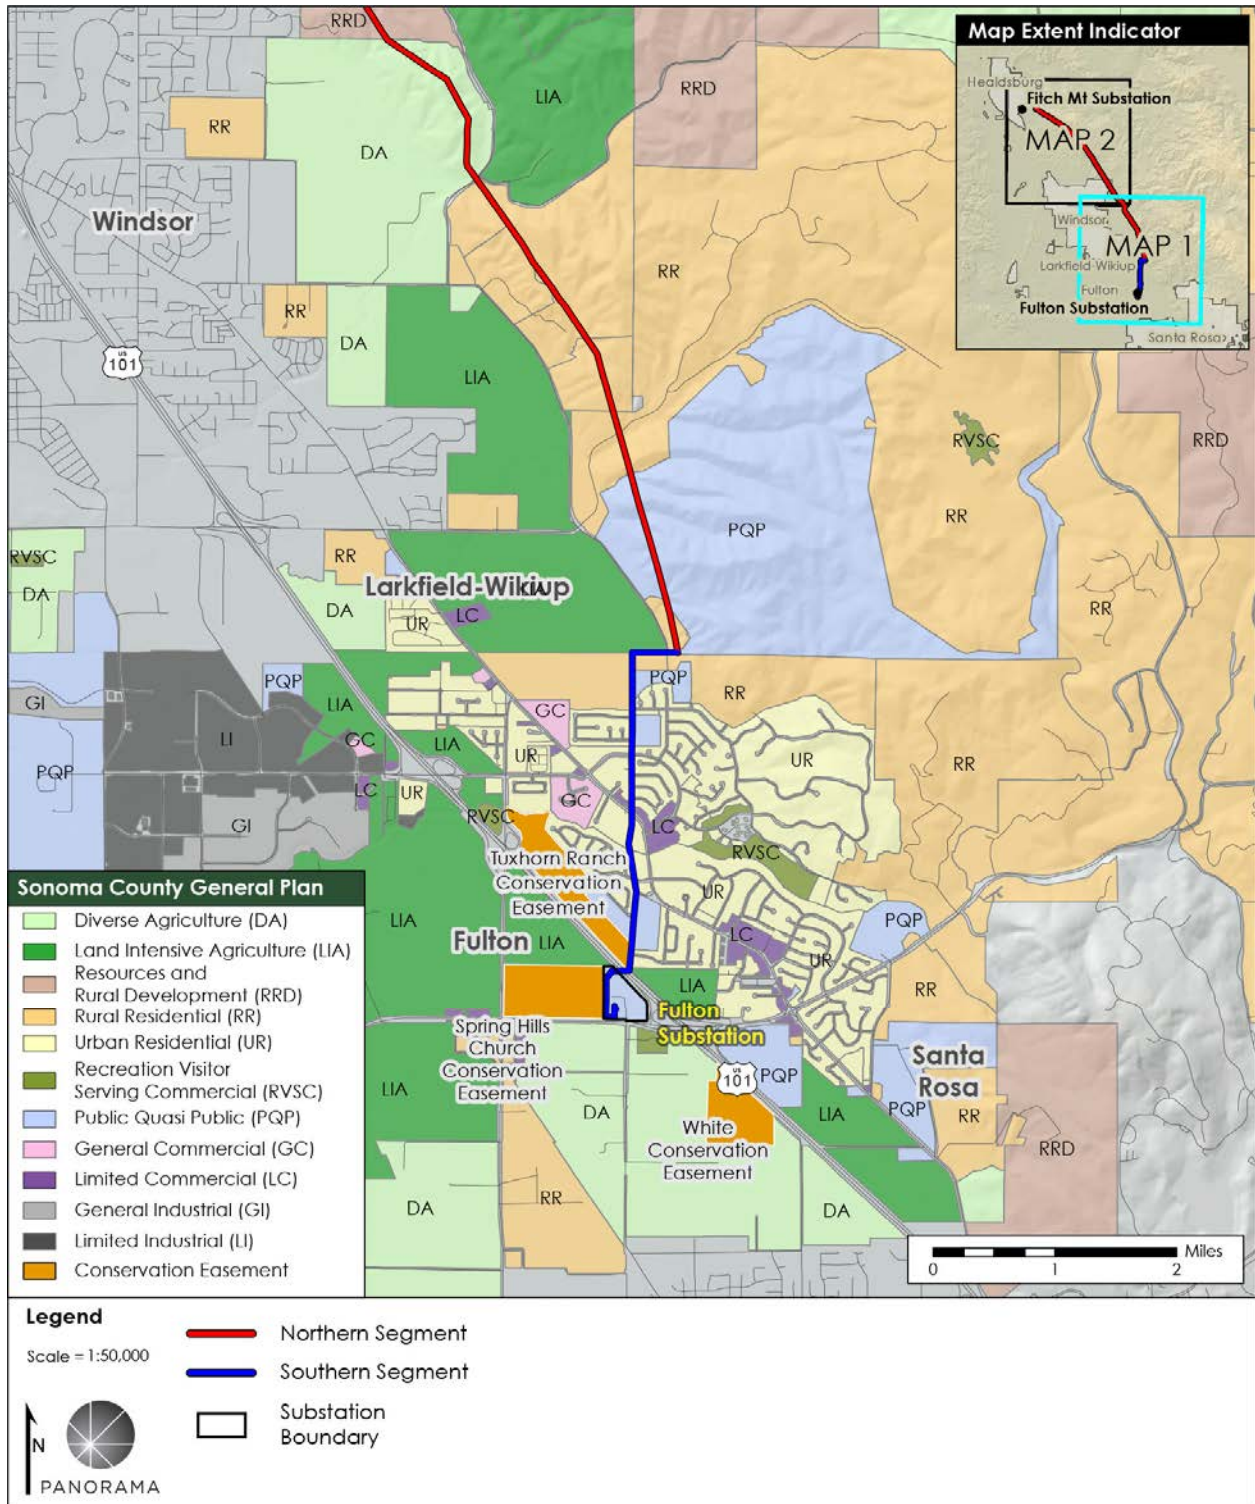 RRD
Map Extent Indicator
Healdsburg
Fitch Mt Substation
MAP 2
Windsor
MAP 1
Larkfield-Wikiup
Fulton
Fulton Substation
Santa Rosa
LIA
RRD
RR
DA
Windsor
RR
RR
DA
LIA
US
101
RVSC
RRD
PQP
RR
RVSC
DA
RR
Larkfield-Wikiup
LIA
DA
LC
UR
RR
PQP
PQP
RR
GI
LIA
GC
LI
GC
LIA
UR
UR
RR
PQP
LC
UR
GC
GI
RVSC
LC
RVSC
Tuxhorn Ranch
Conservation
Easement
UR
PQP
LIA
Fulton
LIA
LC
UR
RR
LIA
Fulton
Substation
Spring Hills
Church
Conservation
Easement
Santa
Rosa
US
101
PQP
LIA
DA
LIA
PQP
RR
White
Conservation
Easement
RRD
RR
DA
DA
Sonoma County General Plan
Diverse Agriculture (DA)
Land Intensive Agriculture (LIA)
Resources and
Rural Development (RRD)
Rural Residential (RR)
Urban Residential (UR)
Recreation Visitor
Serving Commercial (RVSC)
Public Quasi Public (PQP)
General Commercial (GC)
Limited Commercial (LC)
General Industrial (GI)
Limited Industrial (LI)
Conservation Easement
Miles
0 1 2
Legend
Scale = 1:50,000
Northern Segment
Southern Segment
Substation
Boundary
N
PANORAMA